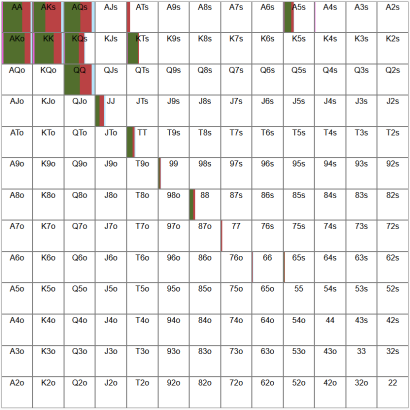 AA AKs AQs AJs ATs A9s A8s A7s A6s A5s A4s A3s A2s
AKo KK KQs KJs KTs K9s K8s K7s K6s K5s K4s K3s K2s
AQo KQo QQ QJs QTs Q9s Q8s Q7s Q6s Q5s Q4s Q3s Q2s
AJo KJo QJo JJ JTs J9s J8s J7s J6s J5s J4s J3s J2s
ATo KTo QTo JTo TT T9s T8s T7s T6s T5s T4s T3s T2s
A9o K9o Q9o J9o T9o 99 98s 97s 96s 95s 94s 93s 92s
A8o K8o Q8o J8o T8o 98o 88 87s 86s 85s 84s 83s 82s
A7o K7o Q7o J7o T7o 97o 87o 77 76s 75s 74s 73s 72s
A6o K6o Q6o J6o T6o 96o 86o 76o 66 65s 64s 63s 62s
A5o K5o Q5o J5o T5o 95o 85o 75o 65o 55 54s 53s 52s
A4o K4o Q4o J4o T4o 94o 84o 74o 64o 54o 44 43s 42s
A3o K3o Q3o J3o T3o 93o 83o 73o 63o 53o 43o 33 32s
A2o K2o Q2o J2o T2o 92o 82o 72o 62o 52o 42o 32o 22